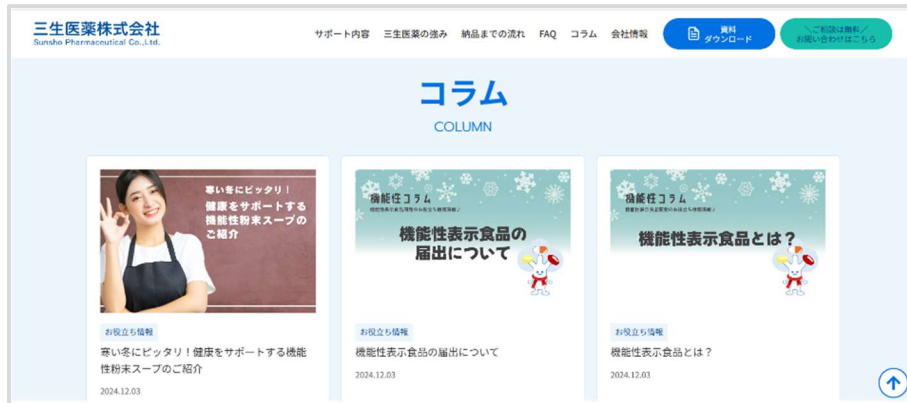 三生医薬株式会社
Sunsho Pharmaceutical Co.,Ltd.
サポート内容 三生医薬の強み 納品までの流れ FAQ コラム 会社情報
資料
ダウンロード
＼ご相談は無料／
お問い合わせはこちら
コラム
COLUMN
寒い冬にピッタリ！
健康をサポートする
機能性粉末スープの
ご紹介
お役立ち情報
寒い冬にピッタリ！健康をサポートする機能
性粉末スープのご紹介
2024.12.03
機能性コラム
機能性表示食品の
届出について
お役立ち情報
機能性表示食品の届出について
2024.12.03
機能性コラム
機能性表示食品とは？
お役立ち情報
機能性表示食品とは？
2024.12.03